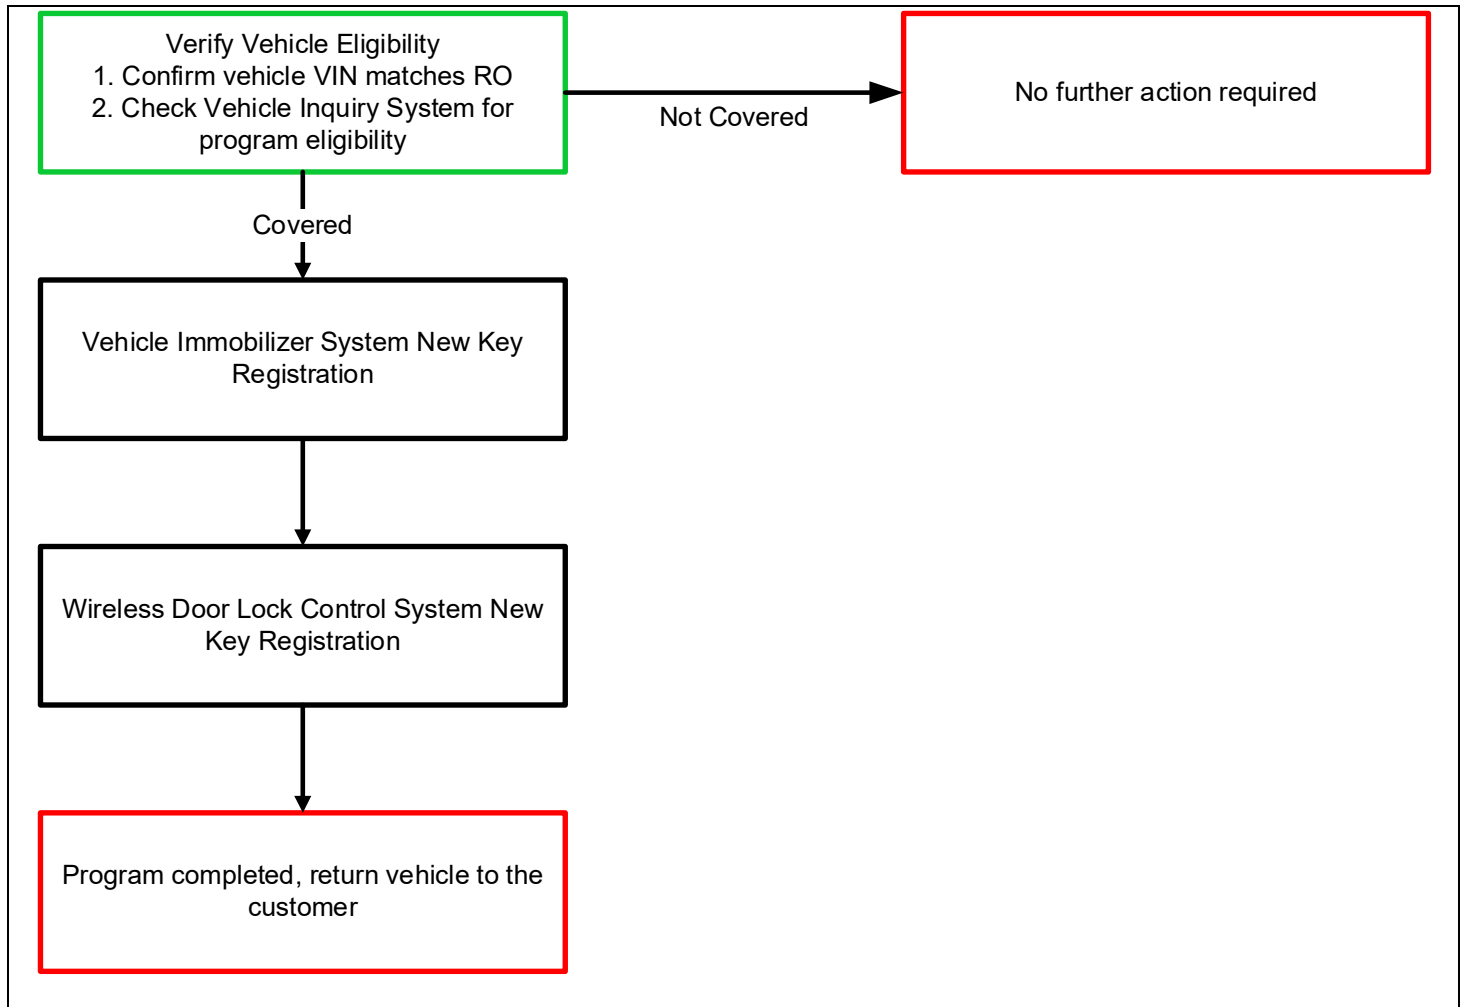 Verify Vehicle Eligibility
1. Confirm vehicle VIN matches RO
2. Check Vehicle Inquiry System for
program eligibility
Not Covered
No further action required
Covered
Vehicle Immobilizer System New Key
Registration
Wireless Door Lock Control System New
Key Registration
Program completed, return vehicle to the
customer